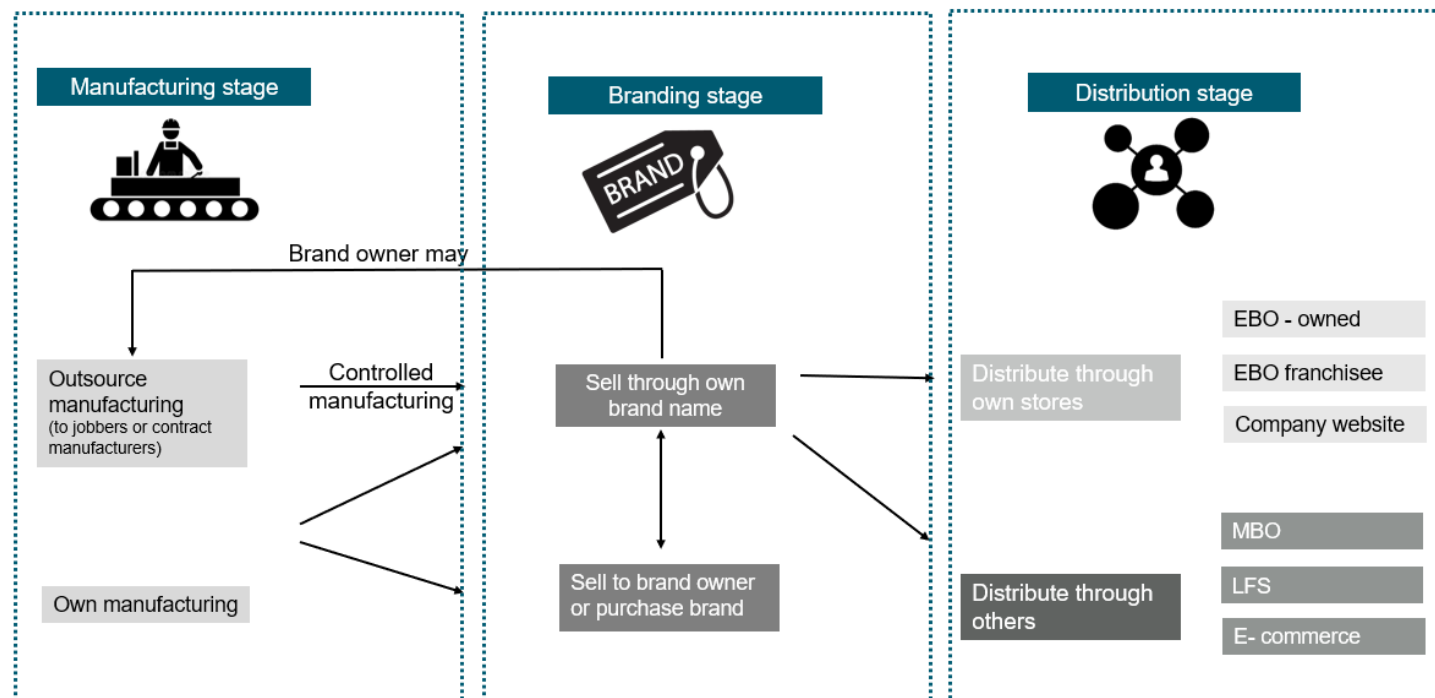 Manufacturing stage
Branding stage
Distribution stage
BRAND
Brand owner may
Outsource
manufacturing
(to jobbers or contract
manufacturers)
Controlled
manufacturing
Own manufacturing
Sell through own
brand name
Sell to brand owner
or purchase brand
Distribute through
own stores
EBO - owned
EBO franchisee
Company website
Distribute through
others
MBO
LFS
E- commerce